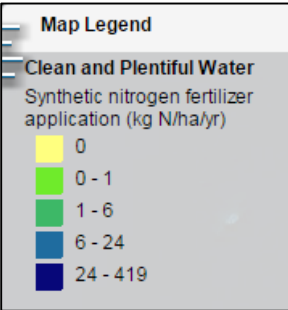 Map Legend
Clean and Plentiful Water
Synthetic nitrogen fertilizer
application (kg N/ha/yr)
0
0 - 1
1 - 6
6 - 24
24 - 419